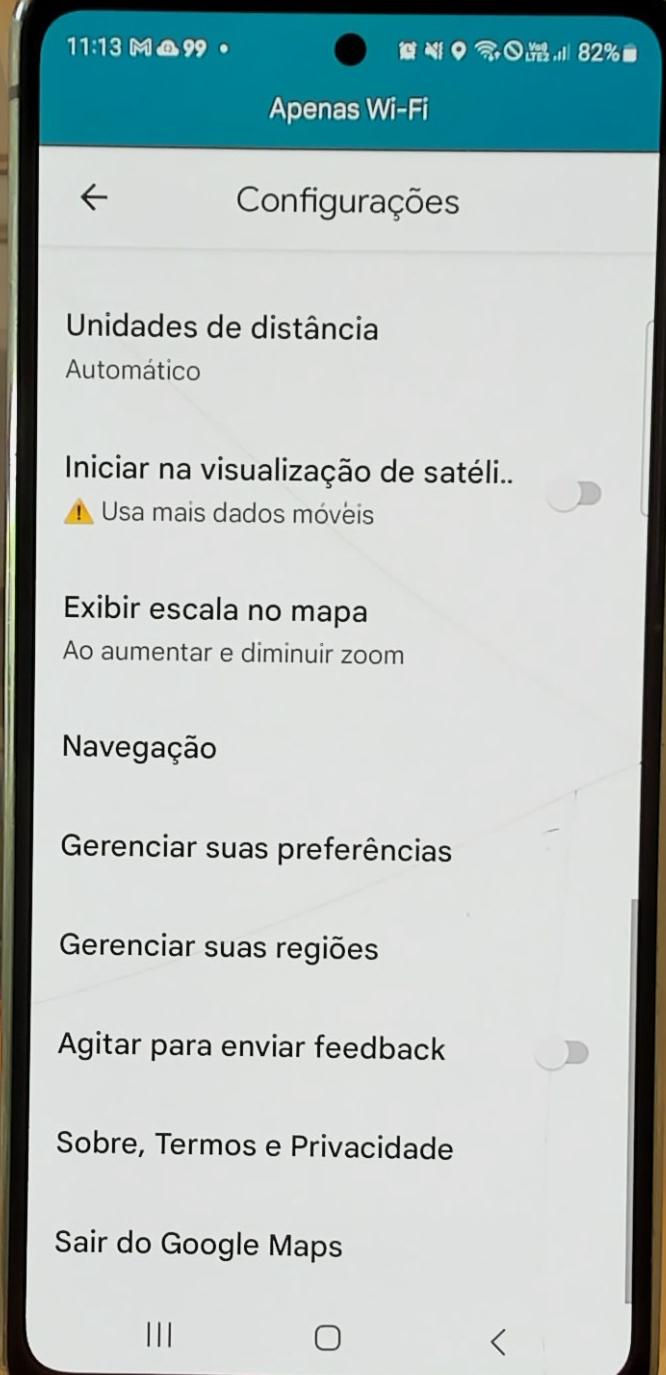 11:13 M 99
Vo) LTE2 82%
Apenas Wi-Fi
Configurações
Unidades de distância
Automático
Iniciar na visualização de satéli..
Usa mais dados móveis
Exibir escala no mapa
Ao aumentar e diminuir zoom
Navegação
Gerenciar suas preferências
Gerenciar suas regiões
Agitar para enviar feedback
Sobre, Termos e Privacidade
Sair do Google Maps